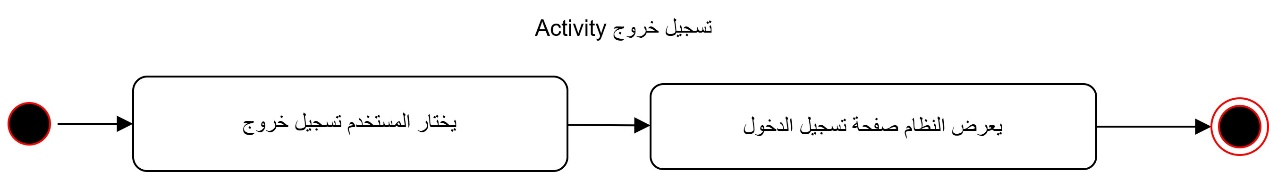 تسجيل خروج Activity
يختار المستخدم تسجيل خروج
يعرض النظام صفحة تسجيل الدخول